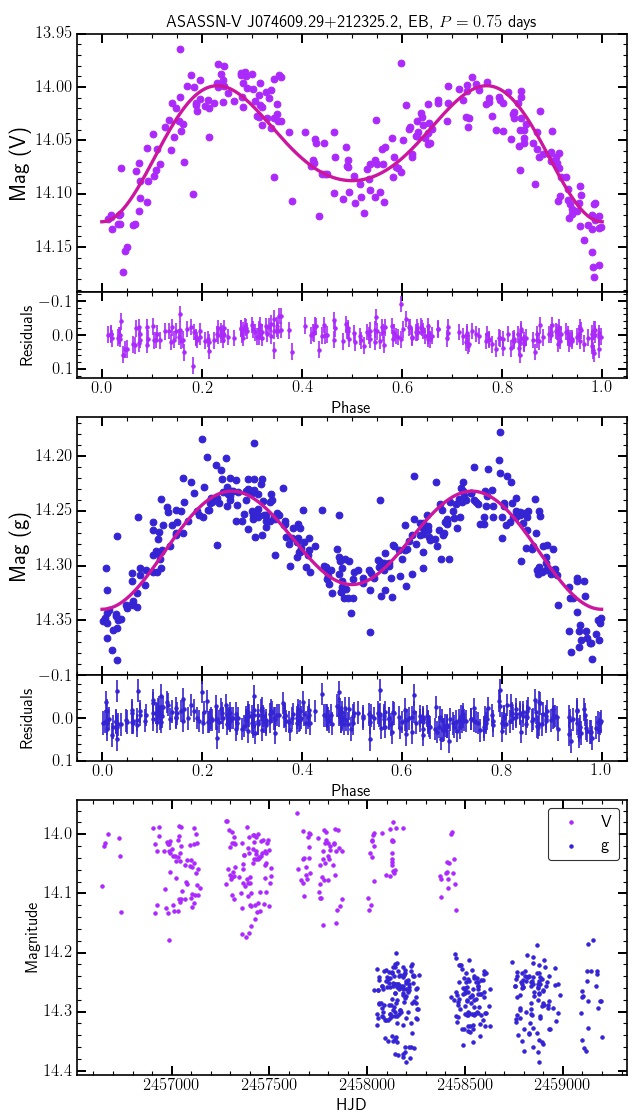 ASASSN-V J074609.29+212325.2, EB, P = 0.75 days
13.95
14.00
14.05
14.10
14.15
Mag (V)
−0.1
0.0
0.1
Residuals
0.0 0.2 0.4 0.6 0.8 1.0
Phase
14.20
14.25
14.30
14.35
Mag (g)
−0.1
0.0
0.1
Residuals
0.0 0.2 0.4 0.6 0.8 1.0
Phase
V
g
14.0
14.1
14.2
14.3
14.4
Magnitude
2457000 2457500 2458000 2458500 2459000
HJD